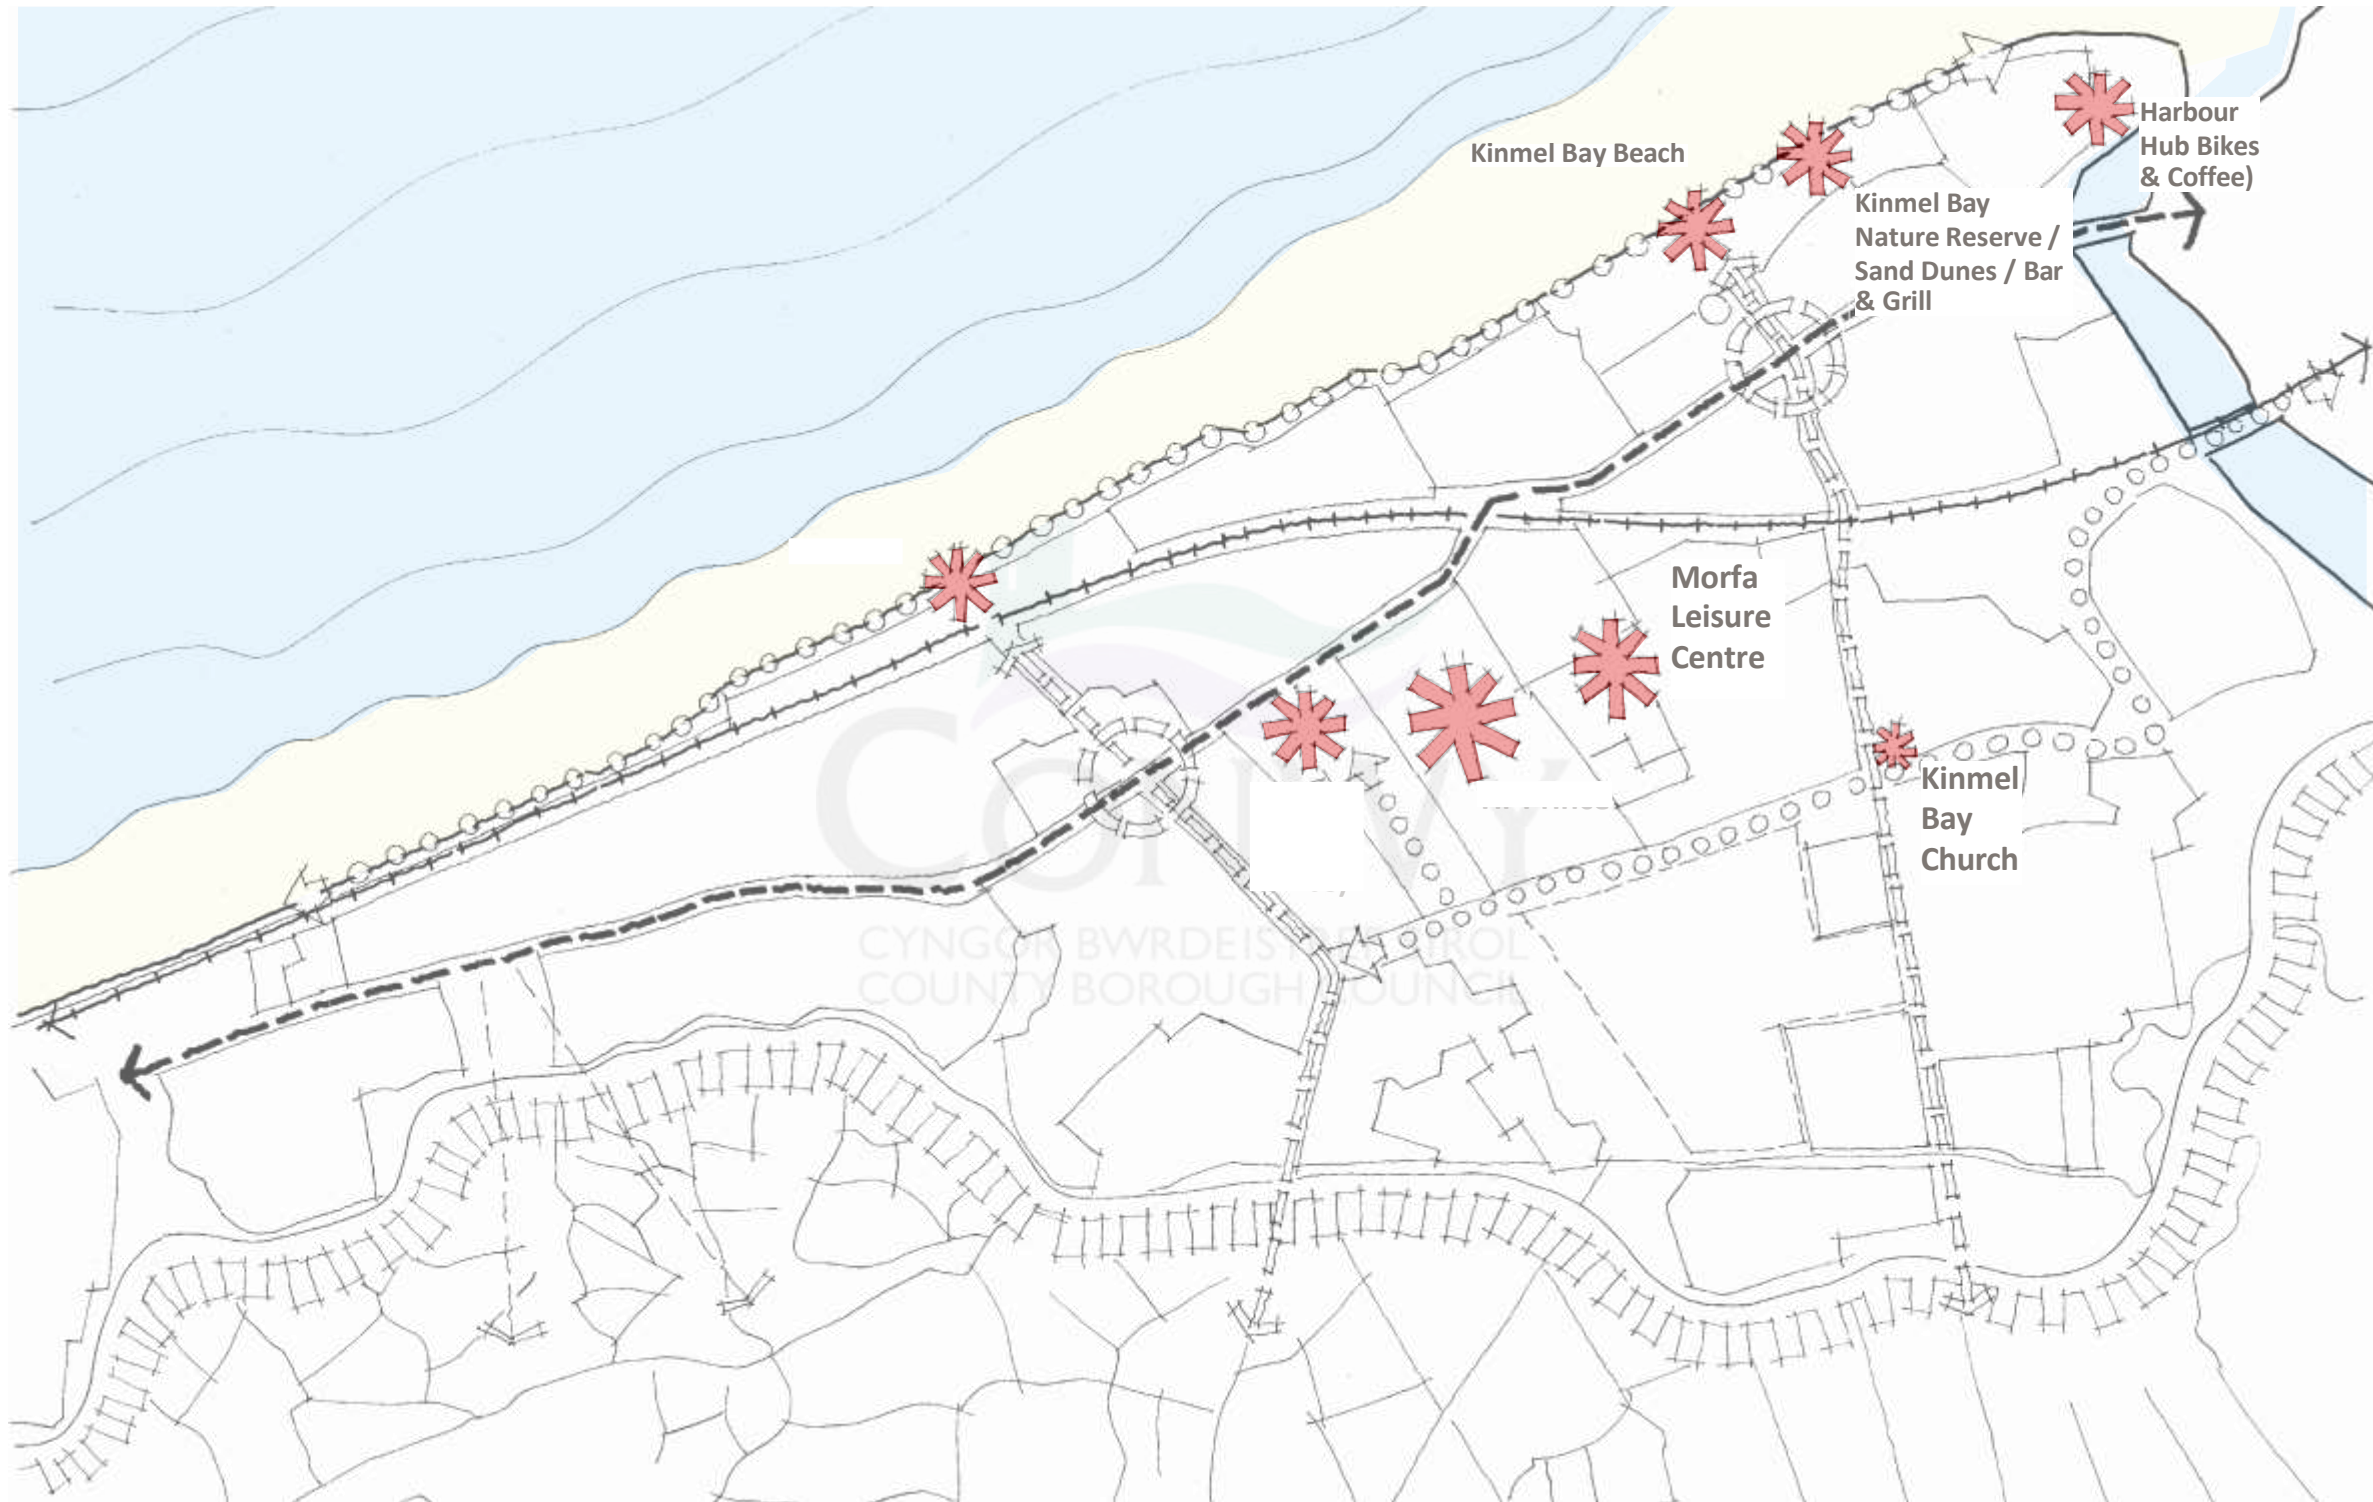 Harbour
Hub Bikes
& Coffee)
Kinmel Bay Beach
Kinmel Bay
Nature Reserve /
Sand Dunes / Bar
& Grill
Morfa
Leisure
Centre
Kinmel
Bay
Church
CONWY
CYNGOR BWRDEISTREF SIROL
COUNTY BOROUGH COUNCIL